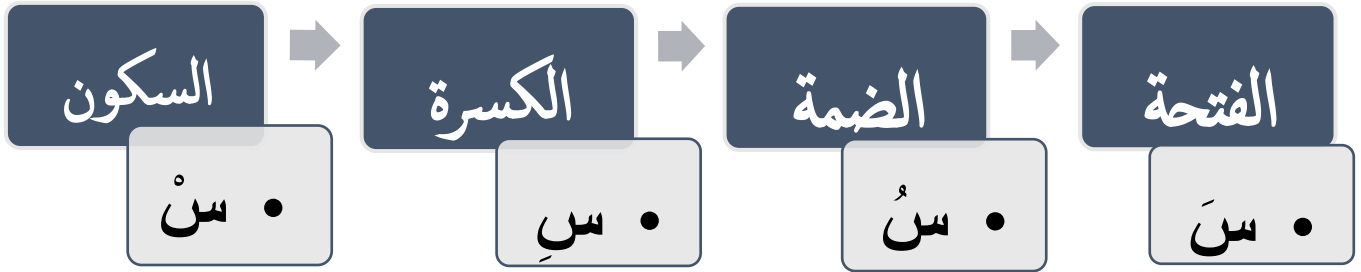 الفتحة
• سَ
الضمة
• سُ
الكسرة
• سِ
السكون
• سْ